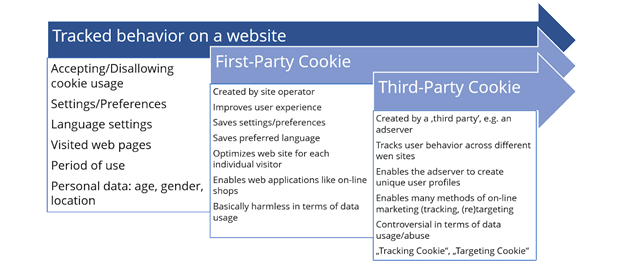 Tracked behavior on a website
Accepting/Disallowing
cookie usage
Settings/Preferences
Language settings
Visited web pages
Period of use
Personal data: age, gender,
location
First-Party Cookie
Created by site operator
Improves user experience
Saves settings/preferences
Saves preferred language
Optimizes web site for each
individual visitor
Enables web applications like on-line
shops
Basically harmless in terms of data
usage
Third-Party Cookie
Created by a ‚third party‘, e.g. an
adserver
Tracks user behavior across different
wen sites
Enables the adserver to create
unique user profiles
Enables many methods of on-line
marketing (tracking, (re)targeting
Controversial in terms of data
usage/abuse
„Tracking Cookie“, „Targeting Cookie“